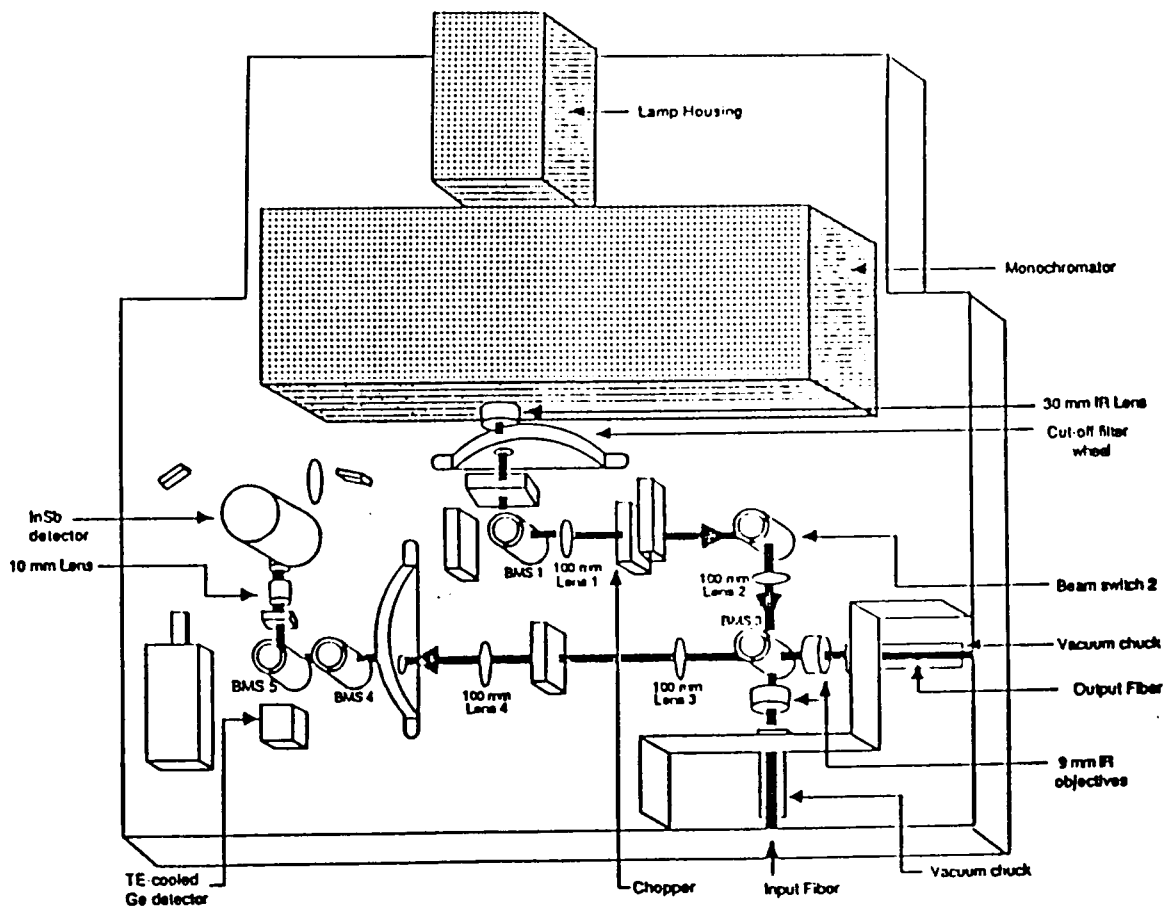 Lamp Housing
Monochromator
30 mm IR Lens
Cut-off filter
wheel
InSb
detector
10 mm Lens
BMS 1
100 mm
Lens 1
100 mm
Lens 2
Beam switch 2
BMS 3
Vacuum chuck
Output Fiber
BMS 5
BMS 4
100 mm
Lens 4
100 mm
Lens 3
9 mm IR
objectives
TE-cooled
Ge detector
Chopper
Input Fiber
Vacuum chuck